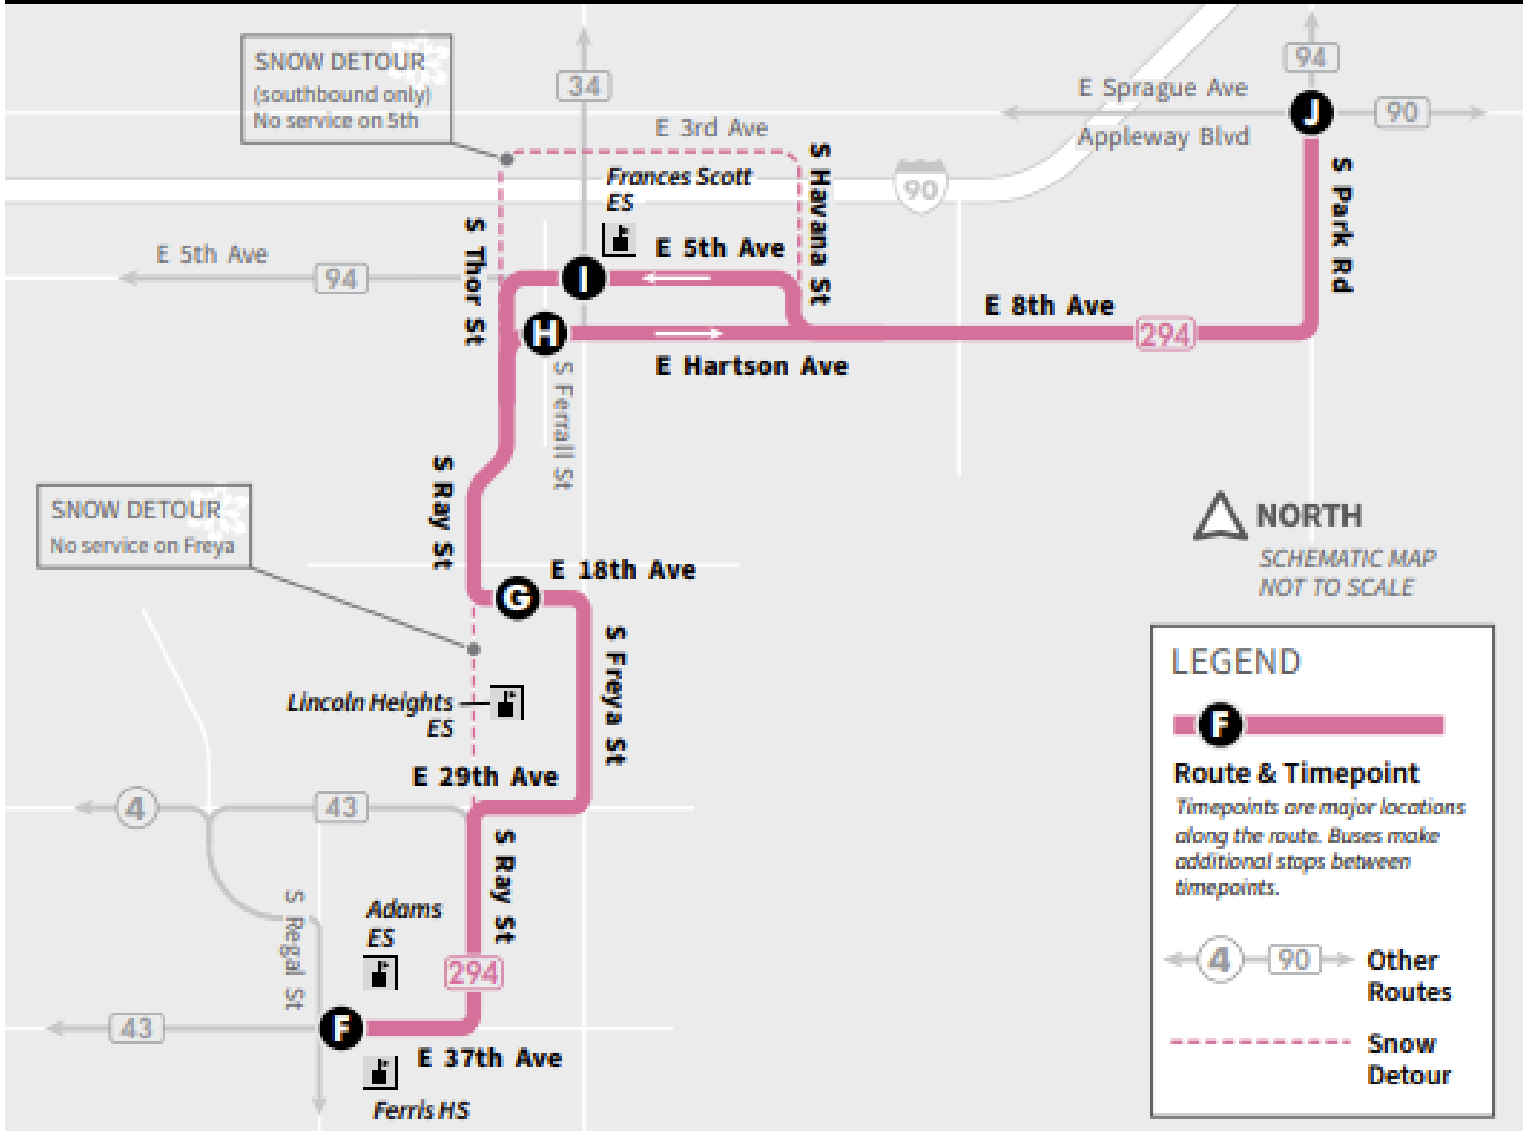 SNOW DETOUR
(southbound only)
No service on 5th
34
94
E Sprague Ave
J
90
Appleway Blvd
E 3rd Ave
S Havana St
S Park Rd
Frances Scott
ES
90
S Thor St
E 5th Ave
E 5th Ave
94
I
E 8th Ave
H
294
E Hartson Ave
S Ferrall St
S Ray St
SNOW DETOUR
No service on Freya
NORTH
SCHEMATIC MAP
NOT TO SCALE
E 18th Ave
G
S Freya St
LEGEND
F
Route & Timepoint
Timepoints are major locations
along the route. Buses make
additional stops between
timepoints.
4
90
Other
Routes
Snow
Detour
Lincoln Heights
ES
E 29th Ave
4
43
S Ray St
S Regal St
Adams
ES
294
43
F
E 37th Ave
Ferris HS